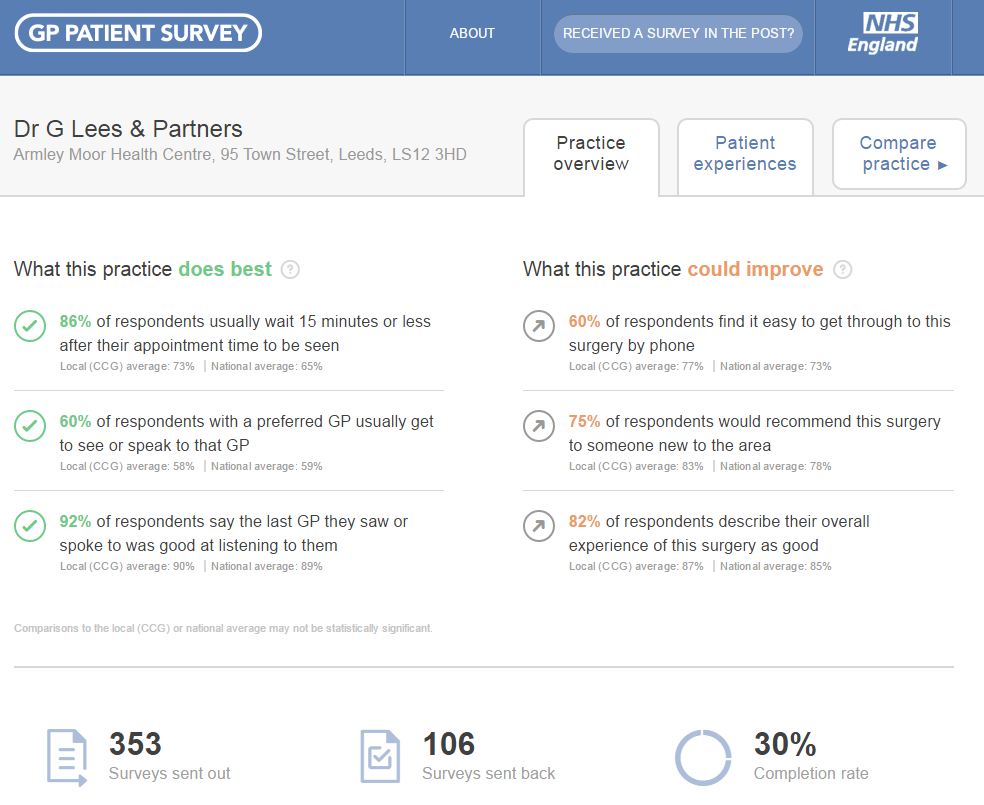 GP PATIENT SURVEY
ABOUT
RECEIVED A SURVEY IN THE POST?
NHS
England
Dr G Lees & Partners
Armley Moor Health Centre, 95 Town Street, Leeds, LS12 3HD
Practice
overview
Patient
experiences
Compare
practice ►
What this practice does best ?
86% of respondents usually wait 15 minutes or less
after their appointment time to be seen
Local (CCG) average: 73% | National average: 65%
60% of respondents with a preferred GP usually get
to see or speak to that GP
Local (CCG) average: 58% | National average: 59%
92% of respondents say the last GP they saw or
spoke to was good at listening to them
Local (CCG) average: 90% | National average: 89%
What this practice could improve ?
60% of respondents find it easy to get through to this
surgery by phone
Local (CCG) average: 77% | National average: 73%
75% of respondents would recommend this surgery
to someone new to the area
Local (CCG) average: 83% | National average: 78%
82% of respondents describe their overall
experience of this surgery as good
Local (CCG) average: 87% | National average: 85%
Comparisons to the local (CCG) or national average may not be statistically significant.
353
Surveys sent out
106
Surveys sent back
30%
Completion rate